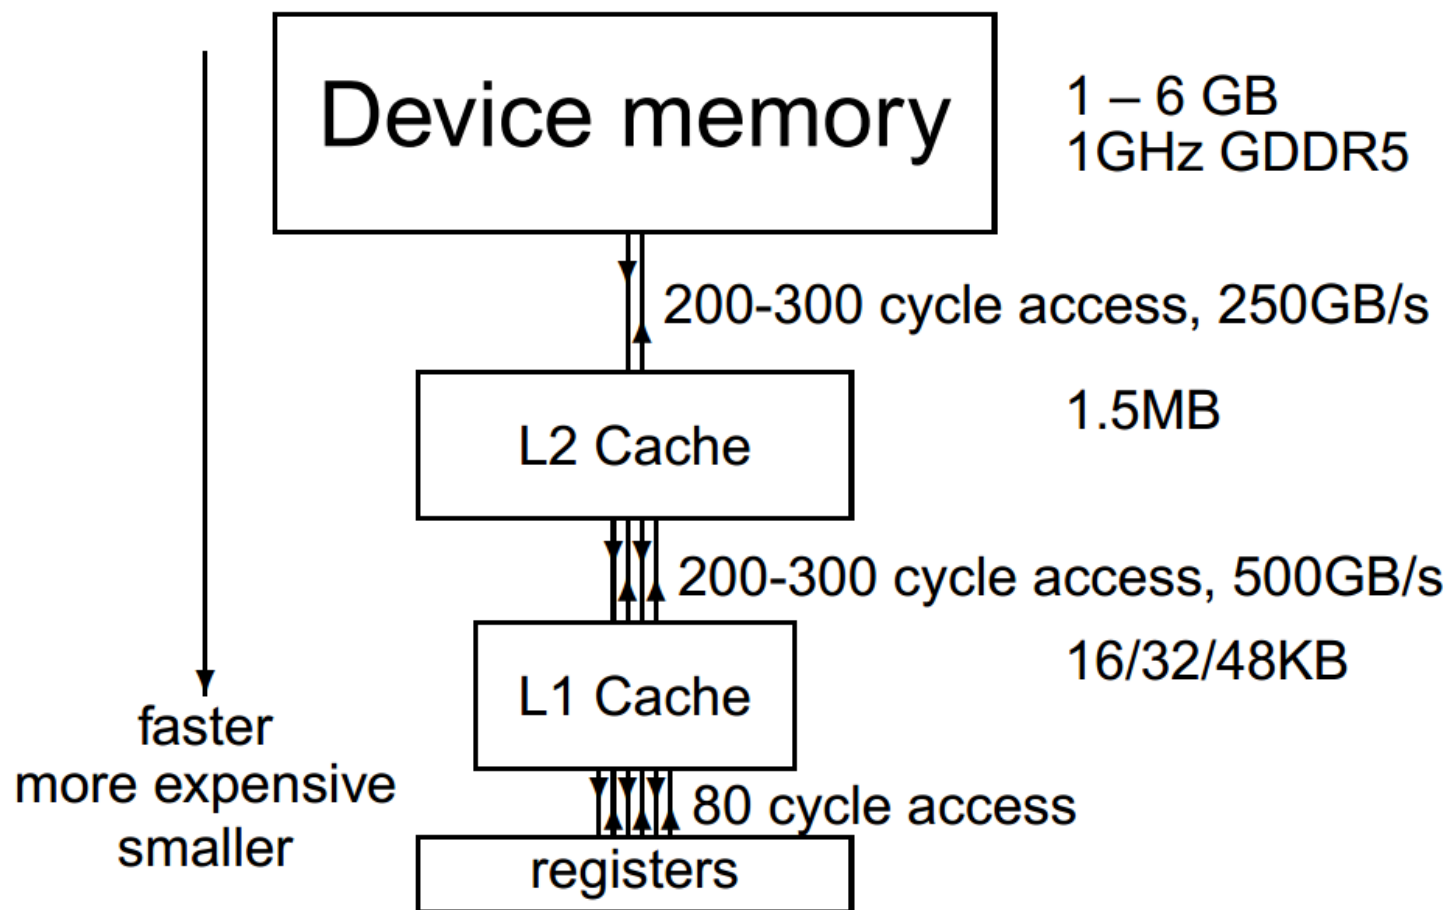 Device memory
1 – 6 GB
1GHz GDDR5
200-300 cycle access, 250GB/s
L2 Cache
1.5MB
200-300 cycle access, 500GB/s
L1 Cache
16/32/48KB
faster
more expensive
smaller
80 cycle access
registers